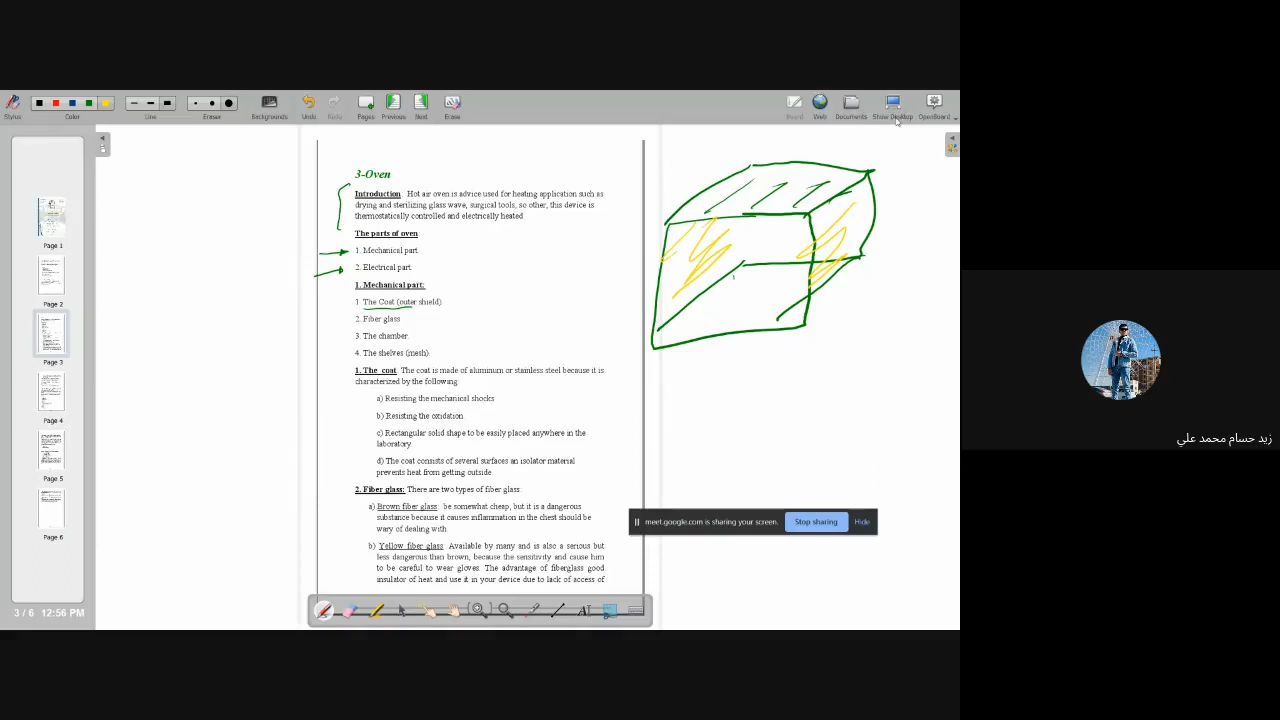 Stylus
Color
Line
Eraser
Backgrounds
Undo
Redo
Pages
Previous
Next
Erase
Board
Web
Documents
Show Desktop
OpenBoard
Page 1
Page 2
Page 3
Page 4
Page 5
Page 6
3 / 6 12:56 PM
3-Oven
Introduction: Hot air oven is advice used for heating application such as
drying and sterilizing glass wave, surgical tools, so other, this device is
thermostatically controlled and electrically heated
The parts of oven
1. Mechanical part.
2. Electrical part.
1. Mechanical part:
1. The Coat (outer shield).
2. Fiber glass
3. The chamber.
4. The shelves (mesh).
1. The coat: The coat is made of aluminum or stainless steel because it is
characterized by the following:
a) Resisting the mechanical shocks
b) Resisting the oxidation.
c) Rectangular solid shape to be easily placed anywhere in the
laboratory.
d) The coat consists of several surfaces an isolator material
prevents heat from getting outside.
2. Fiber glass: There are two types of fiber glass:
a) Brown fiber glass: be somewhat cheap, but it is a dangerous
substance because it causes inflammation in the chest should be
wary of dealing with
b) Yellow fiber glass: Available by many and is also a serious but
less dangerous than brown, because the sensitivity and cause him
to be careful to wear gloves. The advantage of fiberglass good
insulator of heat and use it in your device due to lack of access of
meet.google.com is sharing your screen.
Stop sharing
Hide
زيد حسام محمد علي